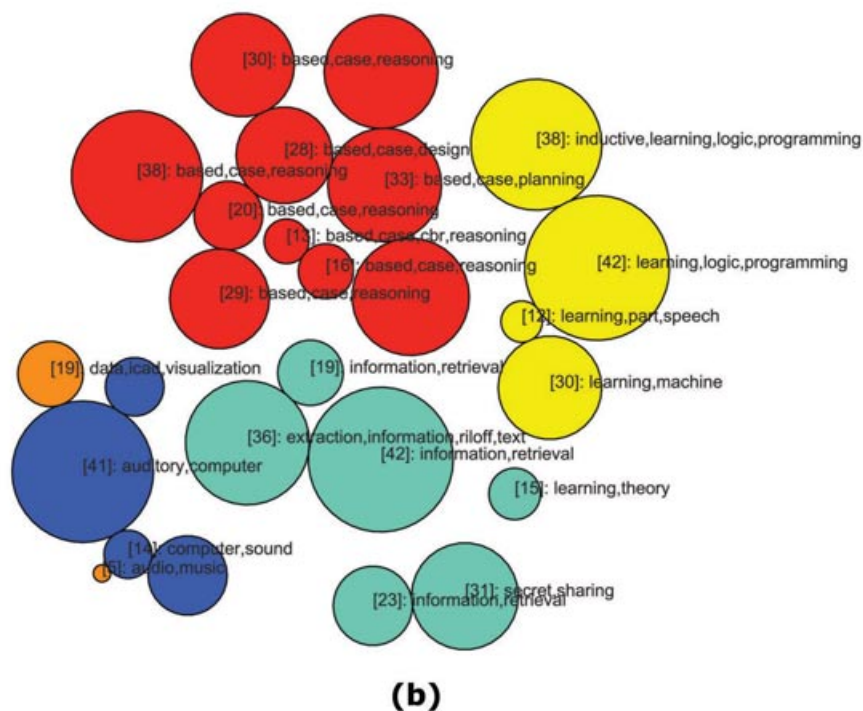 [30]: based,case,reasoning
[28]: based,case,design
[38]: based,case,reasoning
[33]: based,case,planning
[20]: based,case,reasoning
[13]: based,case,cbr,reasoning
[16]: based,case,reasoning
[29]: based,case,reasoning
[38]: inductive,learning,logic,programming
[42]: learning,logic,programming
[12]: learning,part,speech
[30]: learning,machine
[19]: data,icad,visualization
[41]: auditory,computer
[14]: computer,sound
[5]: audio,music
[19]: information,retrieval
[36]: extraction,information,riloff,text
[42]: information,retrieval
[15]: learning,theory
[31]: secret,sharing
[23]: information,retrieval
(b)